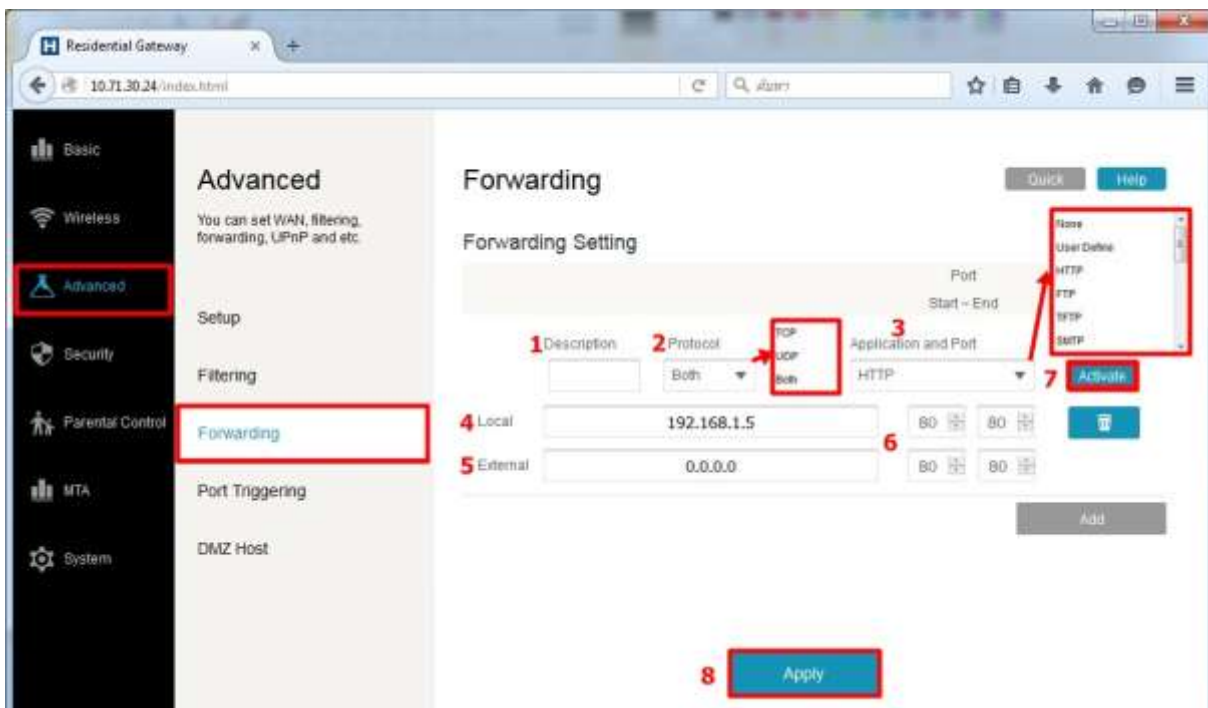 Residential Gateway
10.71.30.24/index.html
ค้นหา
Basic
Wireless
Advanced
Security
Parental Control
MTA
System
Advanced
You can set WAN, filtering,
forwarding, UPnP and etc.
Setup
Filtering
Forwarding
Port Triggering
DMZ Host
Forwarding
Quick
Help
Forwarding Setting
Port
Start – End
None
User Define
HTTP
FTP
TFTP
SMTP
1 Description
2 Protocol
TCP
UDP
Both
3
Application and Port
Both
HTTP
7 Activate
4 Local
192.168.1.5
80
80
6
5 External
0.0.0.0
80
80
Add
8 Apply